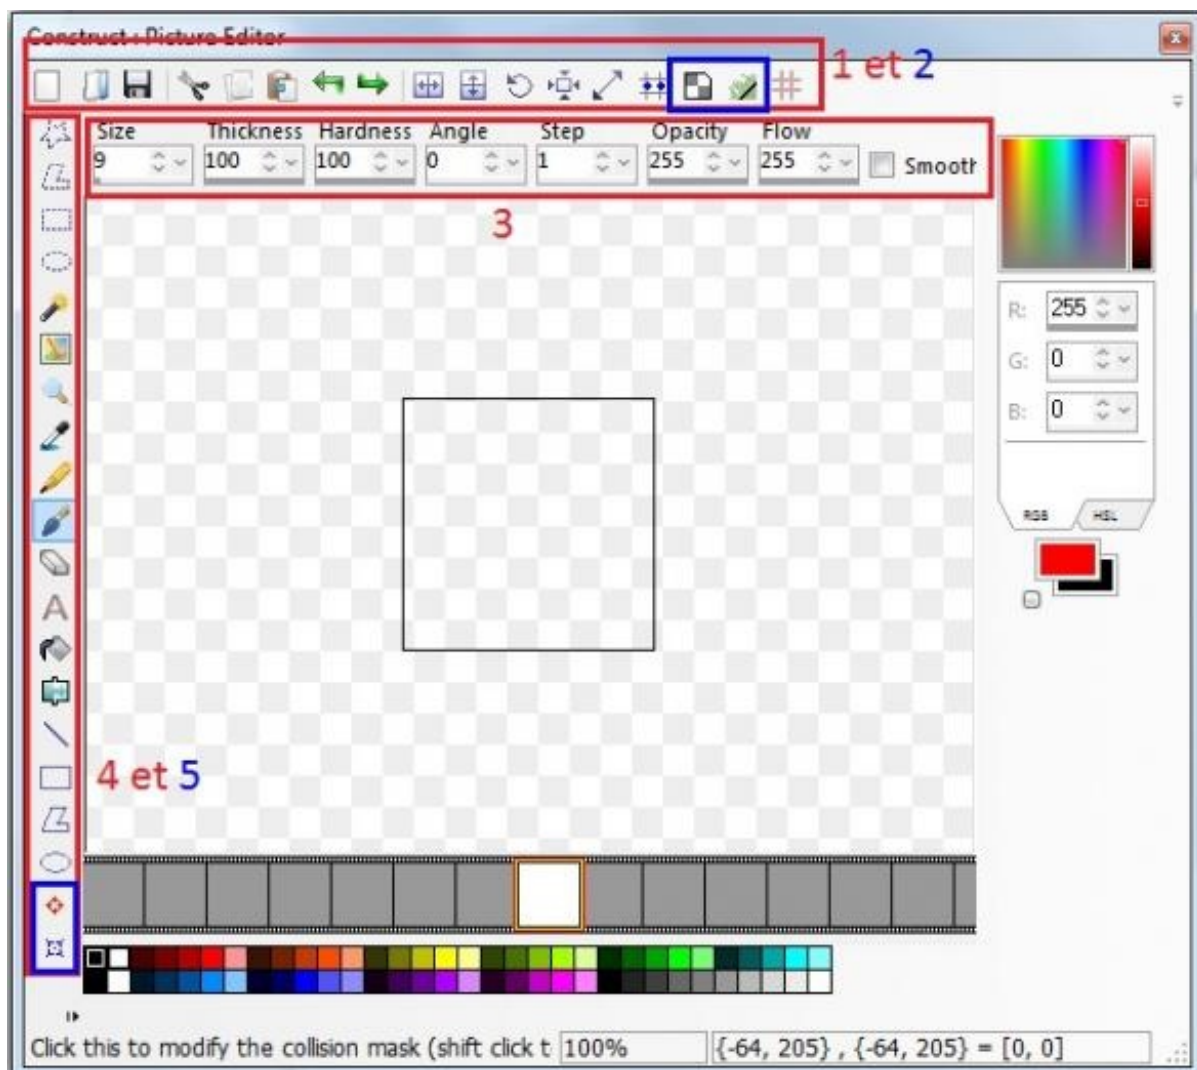 Construct : Picture Editor
1 et 2
Size Thickness Hardness Angle Step Opacity Flow
9 100 100 0 1 255 255 Smooth
3
R: 255
G: 0
B: 0
RGB HSL
A
4 et 5
Click this to modify the collision mask (shift click t 100% {-64, 205} , {-64, 205} = [0, 0]